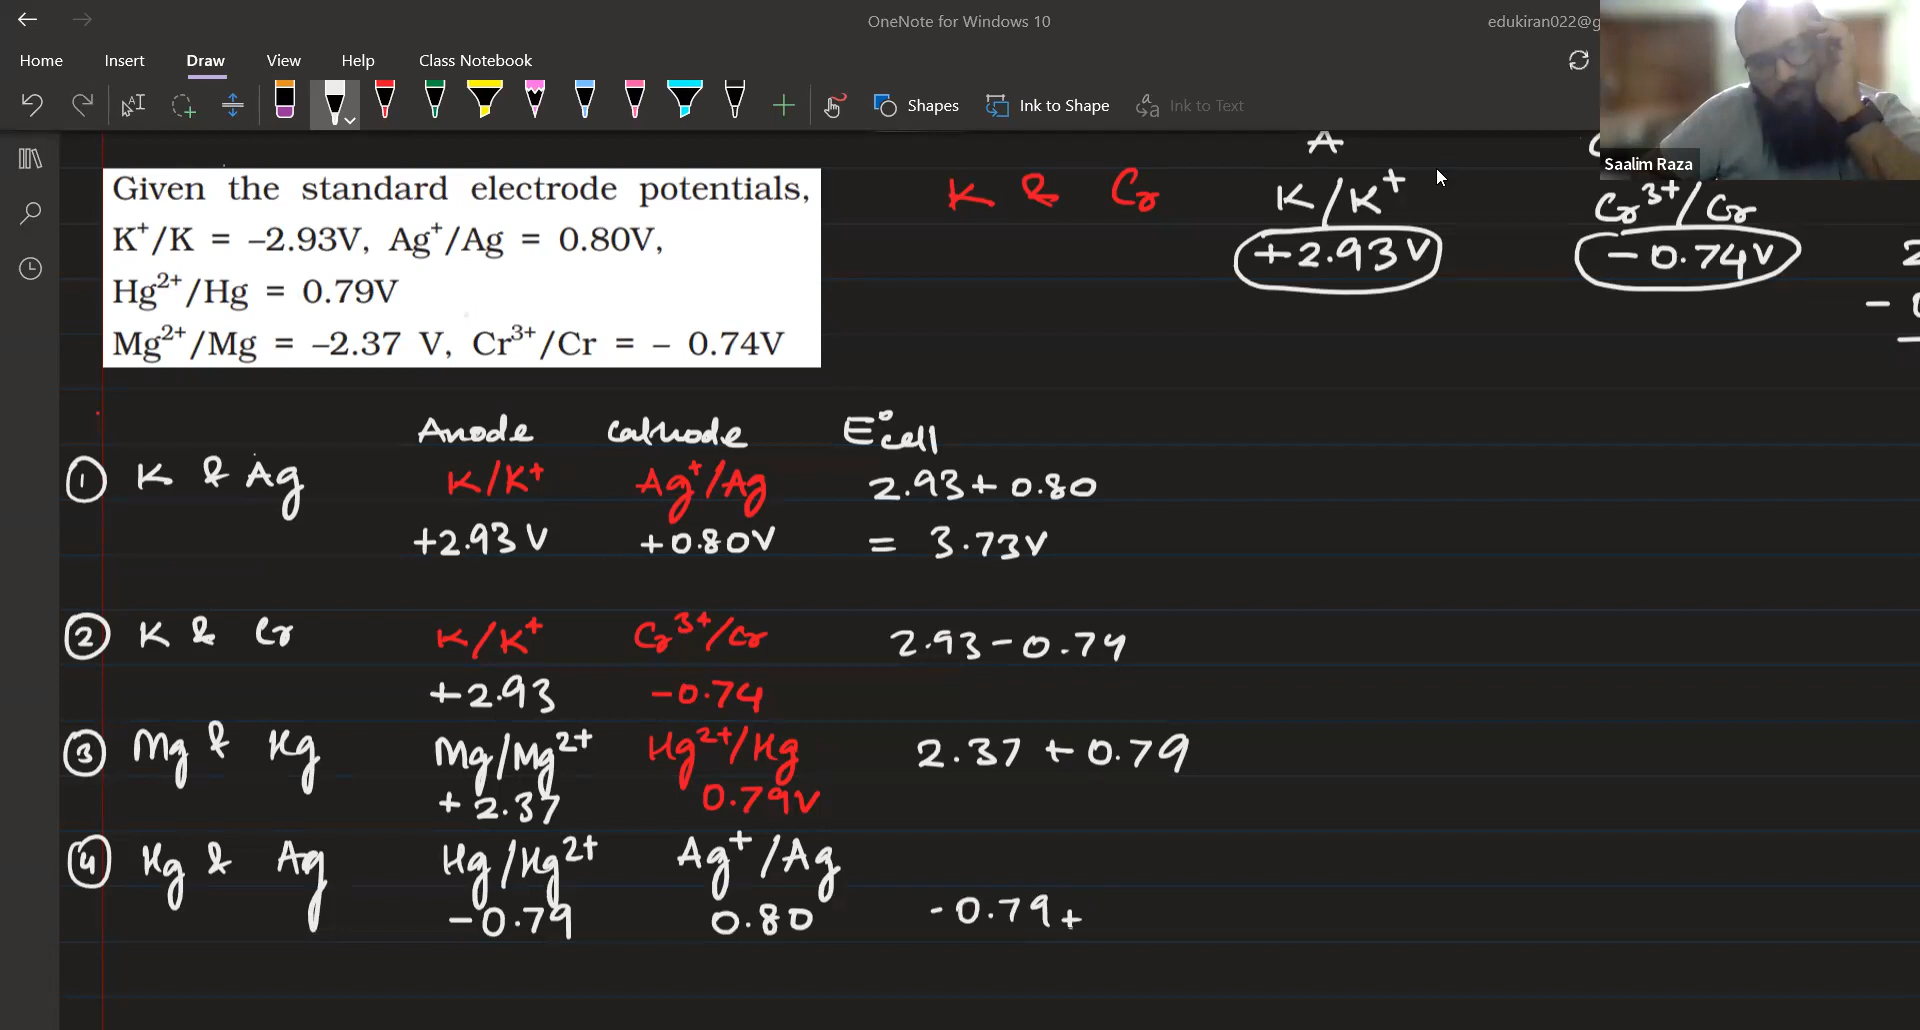 OneNote for Windows 10
edukiran022@g
Home Insert Draw View Help Class Notebook
Shapes Ink to Shape Ink to Text
Saalim Raza
Given the standard electrode potentials,
K⁺/K = –2.93V, Ag⁺/Ag = 0.80V,
Hg²⁺/Hg = 0.79V
Mg²⁺/Mg = –2.37 V, Cr³⁺/Cr = – 0.74V
A
K & Cr K/K⁺ Cr³⁺/Cr
+2.93V -0.74V
Anode Cathode E°cell
① K & Ag K/K⁺ Ag⁺/Ag 2.93+0.80
+2.93V +0.80V = 3.73V
② K & Cr K/K⁺ Cr³⁺/Cr 2.93-0.74
+2.93 -0.74
③ Mg & Hg Mg/Mg²⁺ Hg²⁺/Hg 2.37 + 0.79
+2.37 0.79V
④ Hg & Ag Hg/Hg²⁺ Ag⁺/Ag
-0.79 0.80 -0.79+